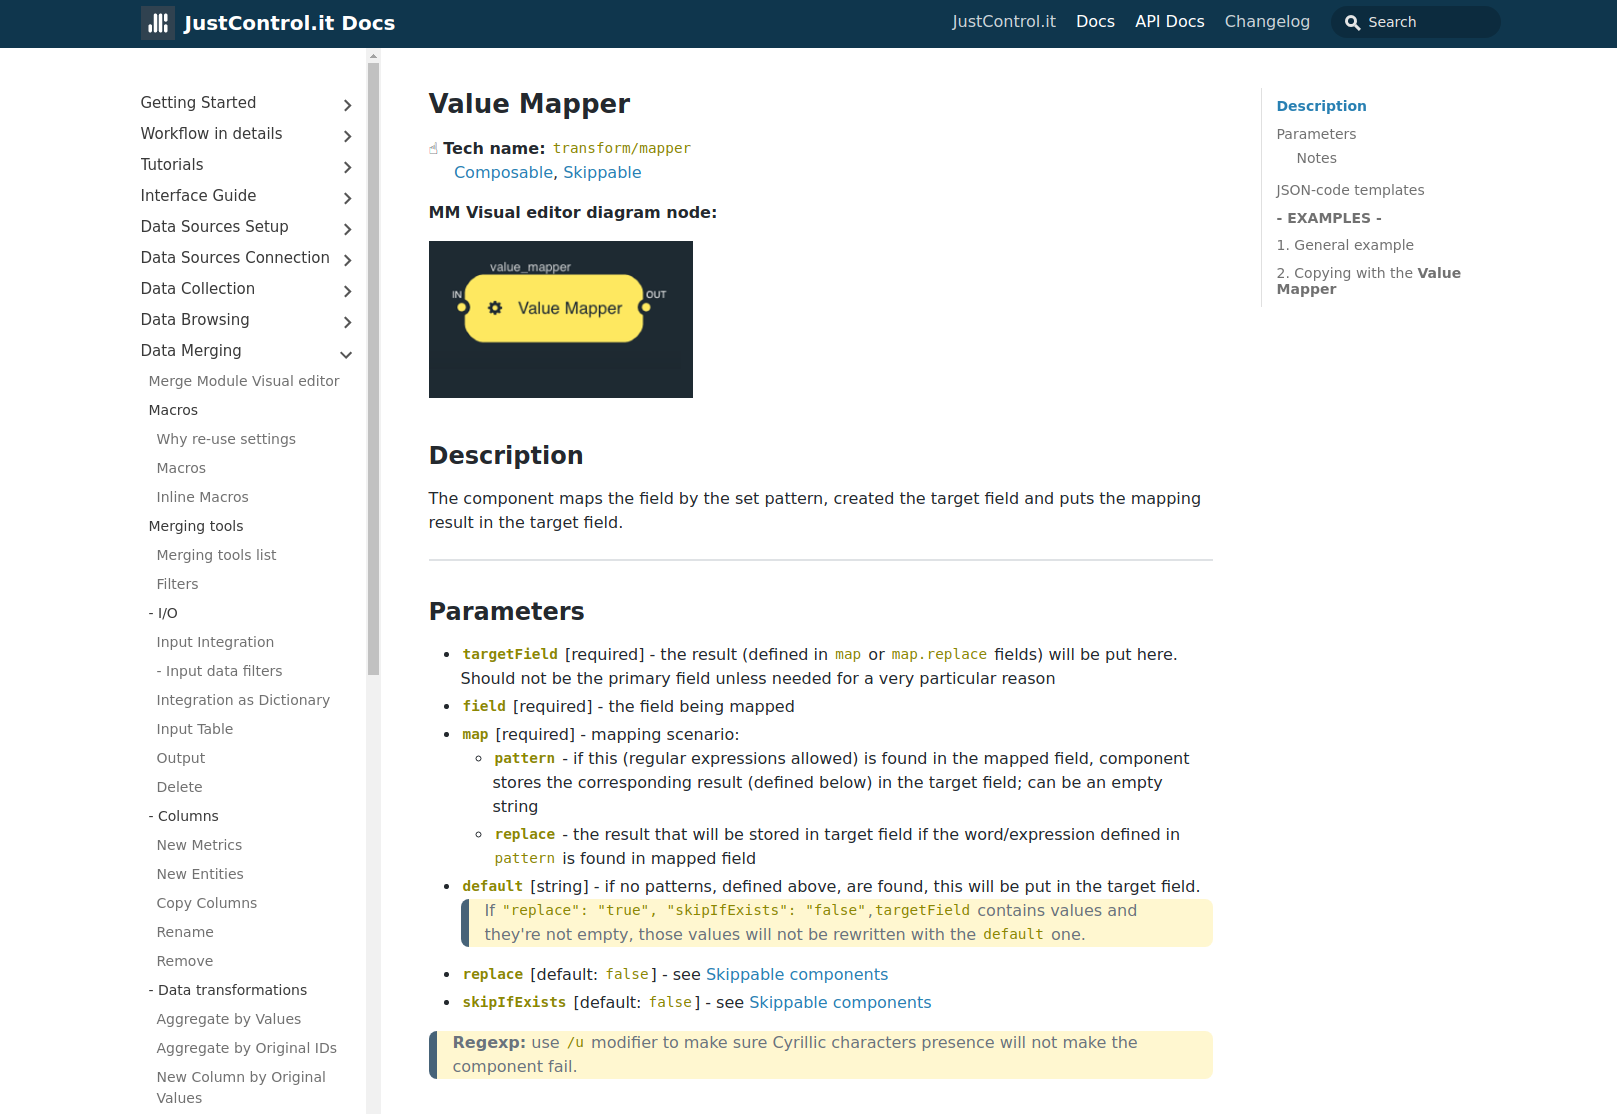 JustControl.it Docs
JustControl.it Docs API Docs Changelog Search
Getting Started
Workflow in details
Tutorials
Interface Guide
Data Sources Setup
Data Sources Connection
Data Collection
Data Browsing
Data Merging
Merge Module Visual editor
Macros
Why re-use settings
Macros
Inline Macros
Merging tools
Merging tools list
Filters
- I/O
Input Integration
- Input data filters
Integration as Dictionary
Input Table
Output
Delete
- Columns
New Metrics
New Entities
Copy Columns
Rename
Remove
- Data transformations
Aggregate by Values
Aggregate by Original IDs
New Column by Original
Values
Value Mapper
☝ Tech name: transform/mapper
Composable, Skippable
MM Visual editor diagram node:
value_mapper
IN
Value Mapper
OUT
Description
The component maps the field by the set pattern, created the target field and puts the mapping
result in the target field.
Parameters
• targetField [required] - the result (defined in map or map.replace fields) will be put here.
Should not be the primary field unless needed for a very particular reason
• field [required] - the field being mapped
• map [required] - mapping scenario:
◦ pattern - if this (regular expressions allowed) is found in the mapped field, component
stores the corresponding result (defined below) in the target field; can be an empty
string
◦ replace - the result that will be stored in target field if the word/expression defined in
pattern is found in mapped field
• default [string] - if no patterns, defined above, are found, this will be put in the target field.
If "replace": "true", "skipIfExists": "false",targetField contains values and
they're not empty, those values will not be rewritten with the default one.
• replace [default: false] - see Skippable components
• skipIfExists [default: false] - see Skippable components
Regexp: use /u modifier to make sure Cyrillic characters presence will not make the
component fail.
Description
Parameters
Notes
JSON-code templates
- EXAMPLES -
1. General example
2. Copying with the Value
Mapper